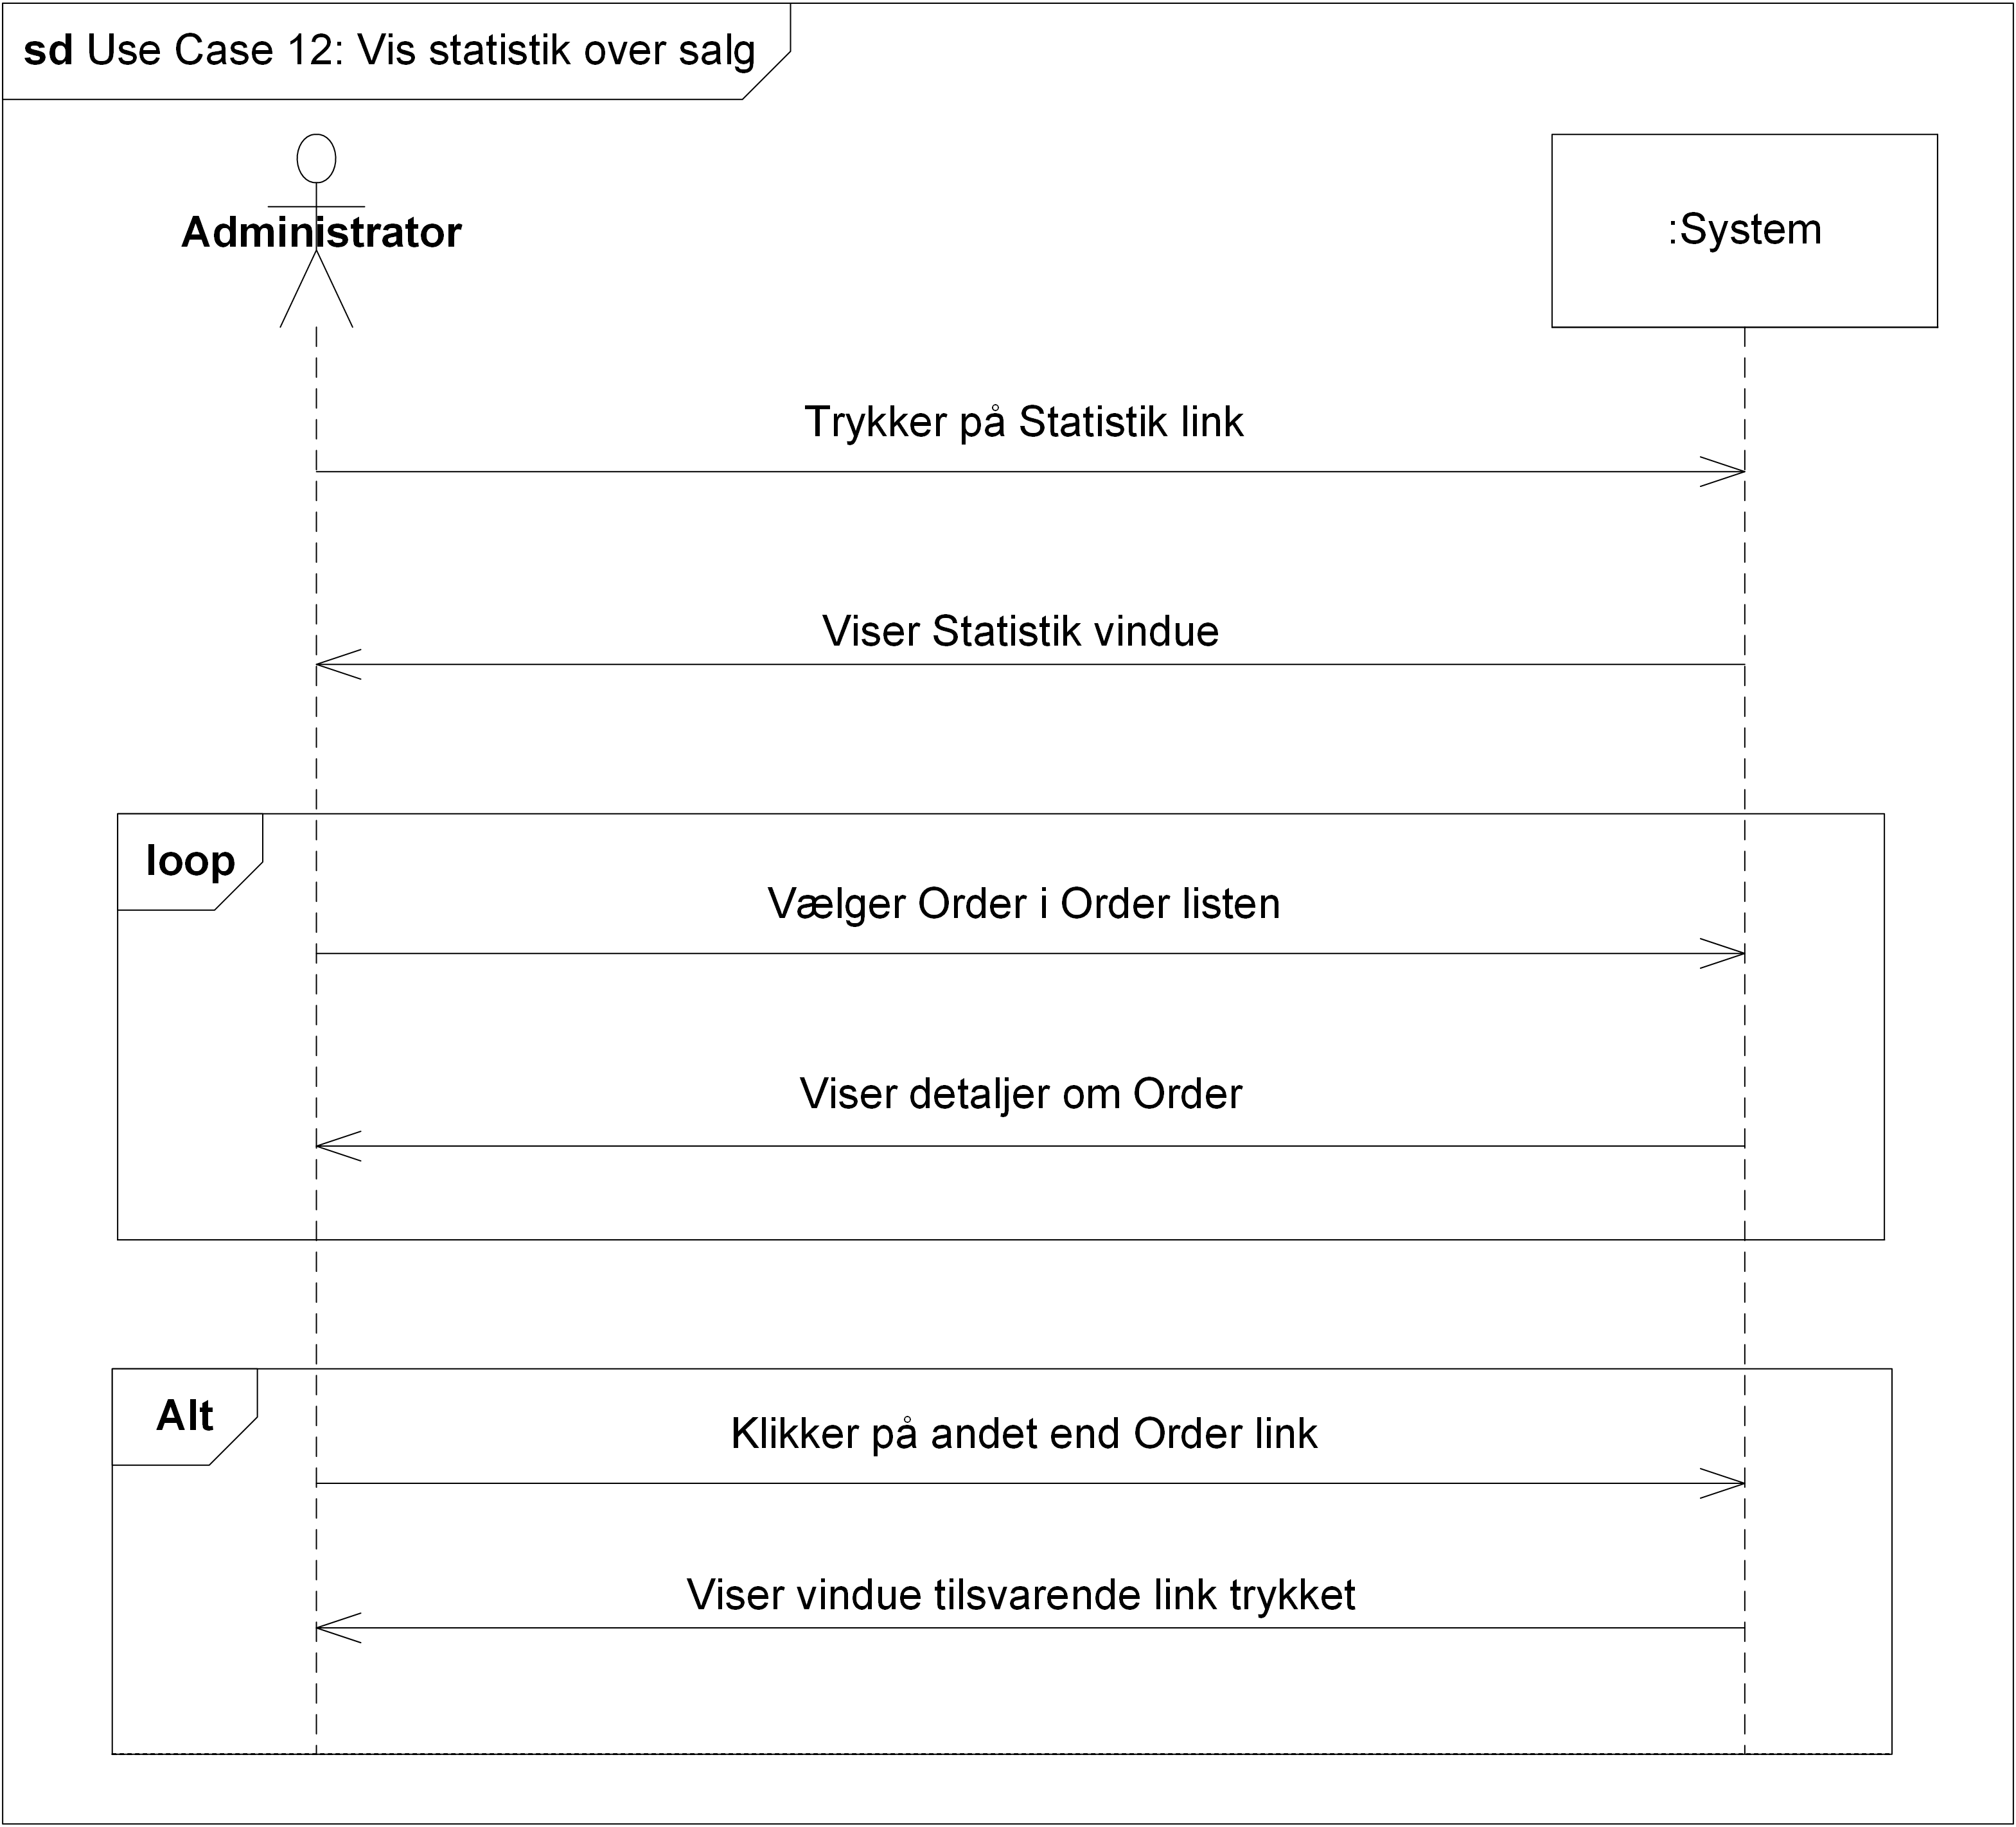 sd Use Case 12: Vis statistik over salg
Administrator
:System
Trykker på Statistik link
Viser Statistik vindue
loop
Vælger Order i Order listen
Viser detaljer om Order
Alt
Klikker på andet end Order link
Viser vindue tilsvarende link trykket